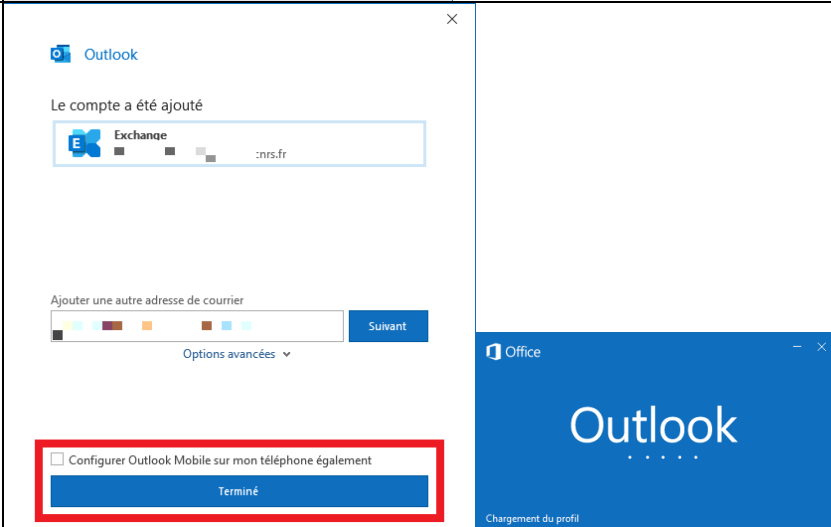 Outlook
Le compte a été ajouté
Exchange
cnrs.fr
Ajouter une autre adresse de courrier
Suivant
Options avancées
Configurer Outlook Mobile sur mon téléphone également
Terminé
Office
Outlook
Chargement du profil